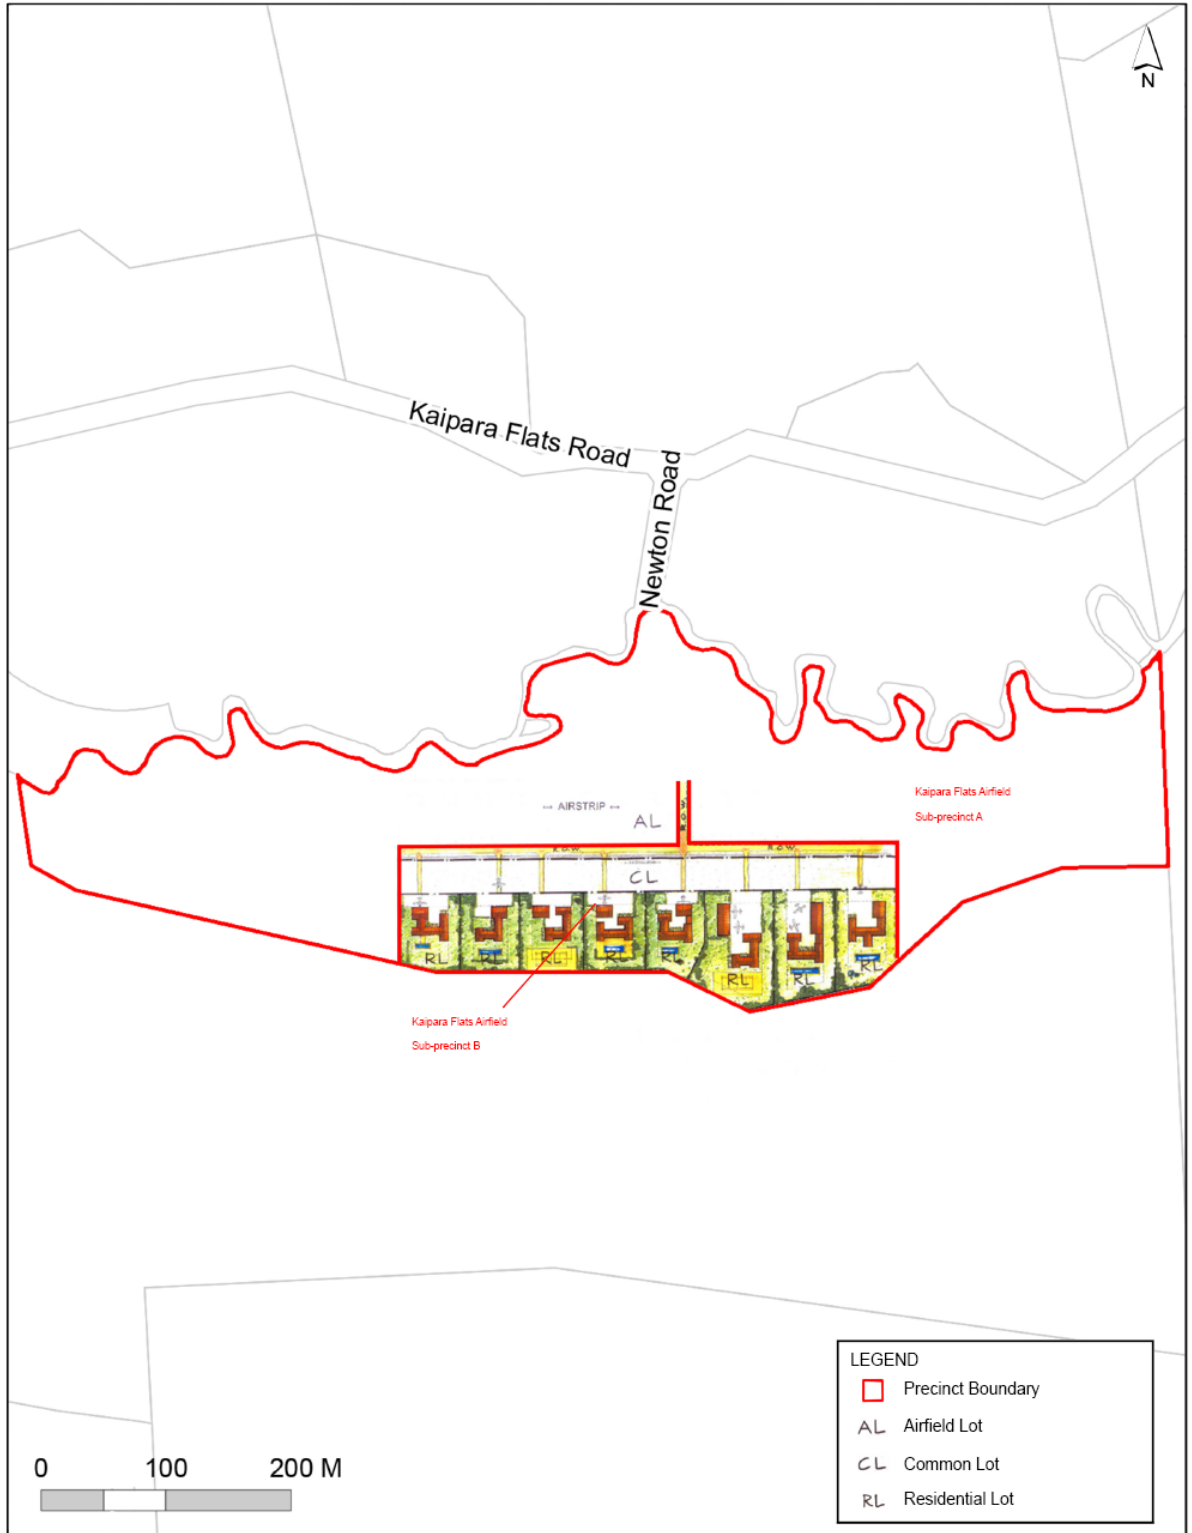 N
Kaipara Flats Road
Newton Road
Kaipara Flats Airfield
Sub-precinct A
AIRSTRIP
AL
R.O.W
R.O.W
R.O.W
CL
RL
RL
RL
RL
RL
RL
RL
RL
Kaipara Flats Airfield
Sub-precinct B
LEGEND
Precinct Boundary
AL Airfield Lot
CL Common Lot
RL Residential Lot
0 100 200 M